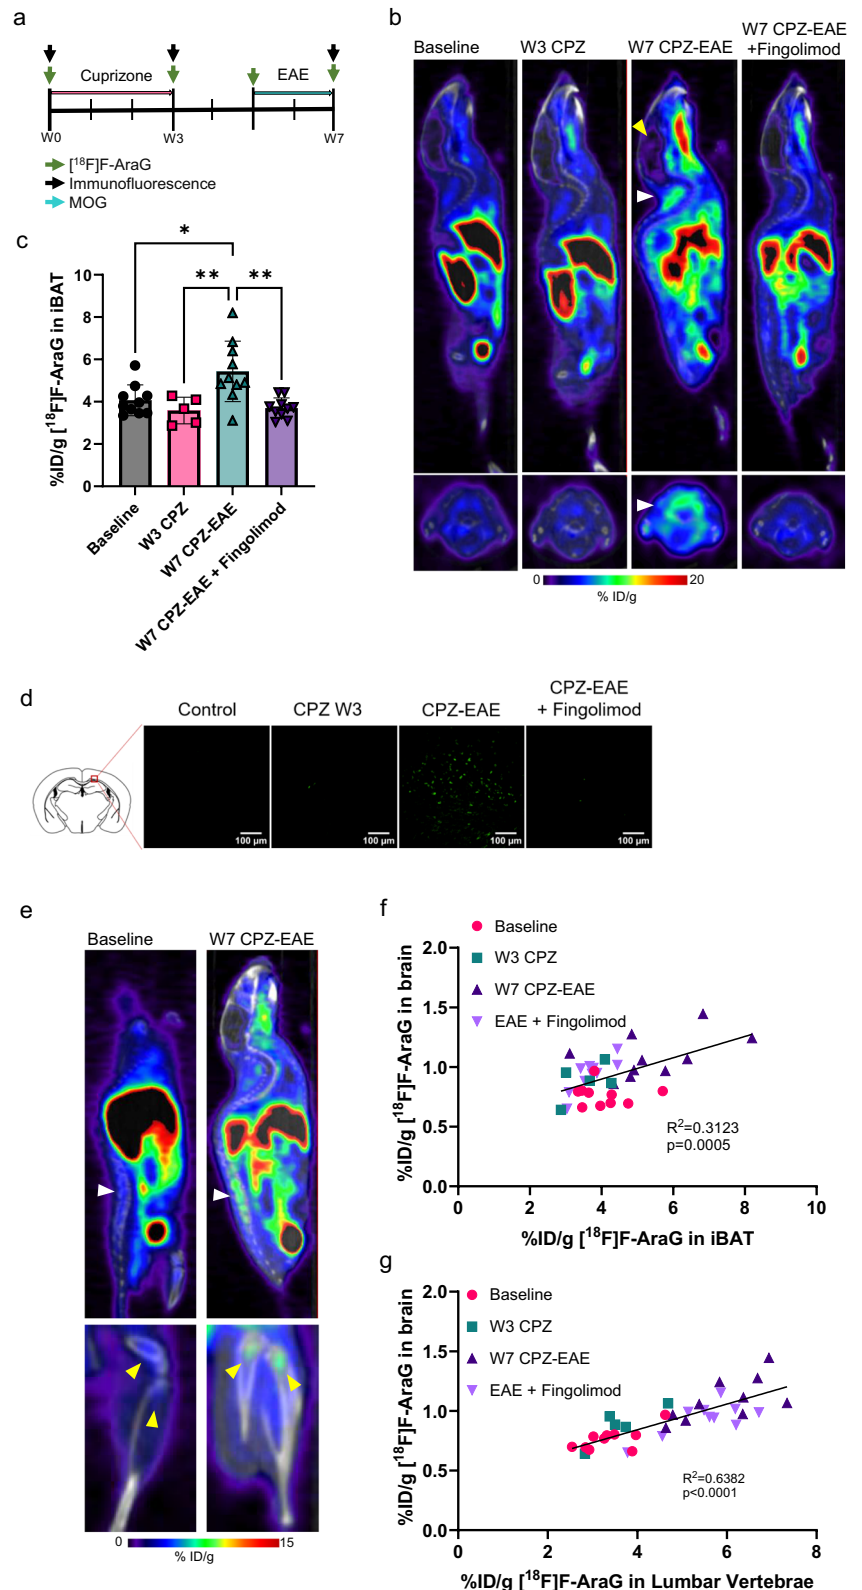 a
Cuprizone
EAE
W0
W3
W7
[¹⁸F]F-AraG
Immunofluorescence
MOG
b
Baseline
W3 CPZ
W7 CPZ-EAE
W7 CPZ-EAE
+Fingolimod
0
20
% ID/g
c
*
**
**
%ID/g [¹⁸F]F-AraG in iBAT
10
8
6
4
2
0
Baseline
W3 CPZ
W7 CPZ-EAE
W7 CPZ-EAE + Fingolimod
d
Control
CPZ W3
CPZ-EAE
CPZ-EAE
+ Fingolimod
100 µm
100 µm
100 µm
100 µm
e
Baseline
W7 CPZ-EAE
0
15
% ID/g
f
Baseline
W3 CPZ
W7 CPZ-EAE
EAE + Fingolimod
%ID/g [¹⁸F]F-AraG in brain
2.0
1.5
1.0
0.5
0.0
R²=0.3123
p=0.0005
0
2
4
6
8
10
%ID/g [¹⁸F]F-AraG in iBAT
g
Baseline
W3 CPZ
W7 CPZ-EAE
EAE + Fingolimod
%ID/g [¹⁸F]F-AraG in brain
2.0
1.5
1.0
0.5
0.0
R²=0.6382
p<0.0001
0
2
4
6
8
%ID/g [¹⁸F]F-AraG in Lumbar Vertebrae